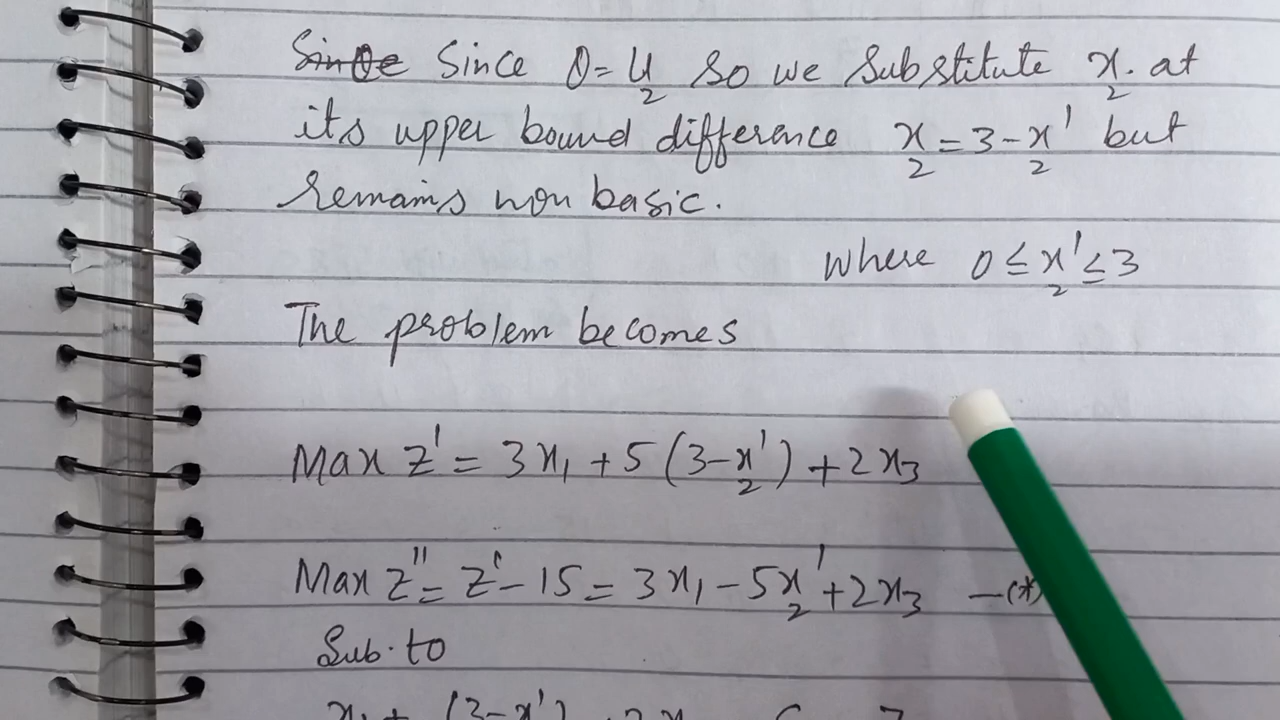 Since Since θ = u₂ so we substitute x₂ . at
its upper bound difference x₂ = 3 - x₂' but
remains non basic.
where 0 ≤ x₂' ≤ 3
The problem becomes
Max z' = 3x₁ + 5(3-x₂') + 2x₃
Max z'' = z' - 15 = 3x₁ - 5x₂' + 2x₃ —(*)
Sub. to